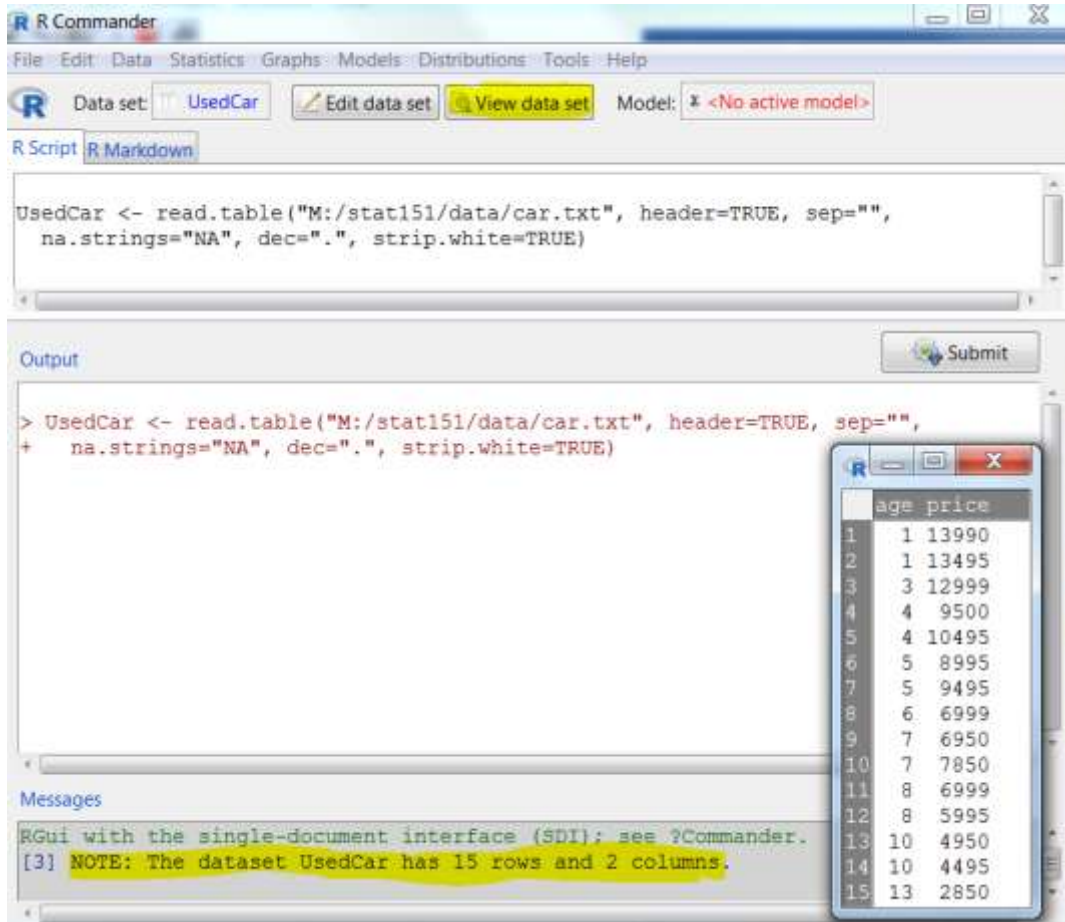 R Commander
File Edit Data Statistics Graphs Models Distributions Tools Help
Data set: UsedCar Edit data set View data set Model: <No active model>
R Script R Markdown
UsedCar <- read.table("M:/stat151/data/car.txt", header=TRUE, sep="",
na.strings="NA", dec=".", strip.white=TRUE)
Output
Submit
> UsedCar <- read.table("M:/stat151/data/car.txt", header=TRUE, sep="",
+ na.strings="NA", dec=".", strip.white=TRUE)
Messages
RGui with the single-document interface (SDI); see ?Commander.
[3] NOTE: The dataset UsedCar has 15 rows and 2 columns.
age price
1 1 13990
2 1 13495
3 3 12999
4 4 9500
5 4 10495
6 5 8995
7 5 9495
8 6 6999
9 7 6950
10 7 7850
11 8 6999
12 8 5995
13 10 4950
14 10 4495
15 13 2850